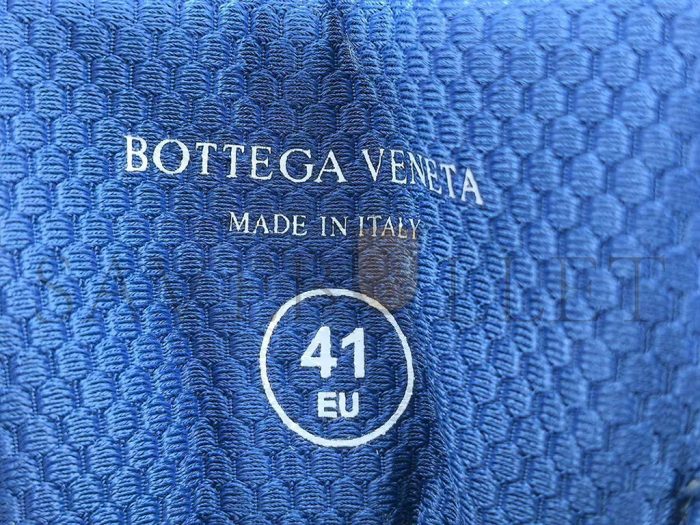 BOTTEGA VENETA
MADE IN ITALY
41
EU